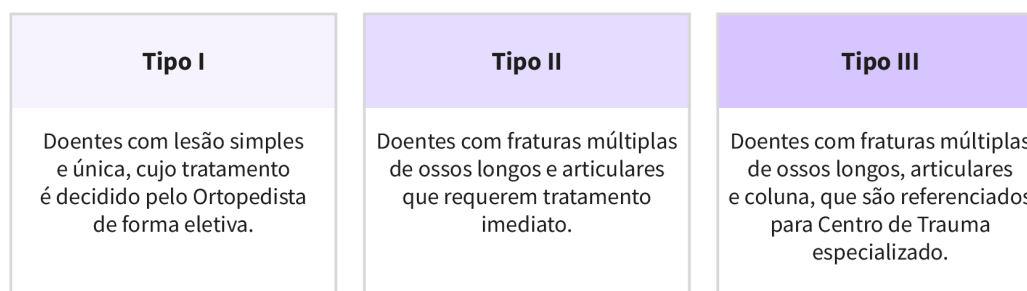 Tipo I
Doentes com lesão simples
e única, cujo tratamento
é decidido pelo Ortopedista
de forma eletiva.
Tipo II
Doentes com fraturas múltiplas
de ossos longos e articulares
que requerem tratamento
imediato.
Tipo III
Doentes com fraturas múltiplas
de ossos longos, articulares
e coluna, que são referenciados
para Centro de Trauma
especializado.